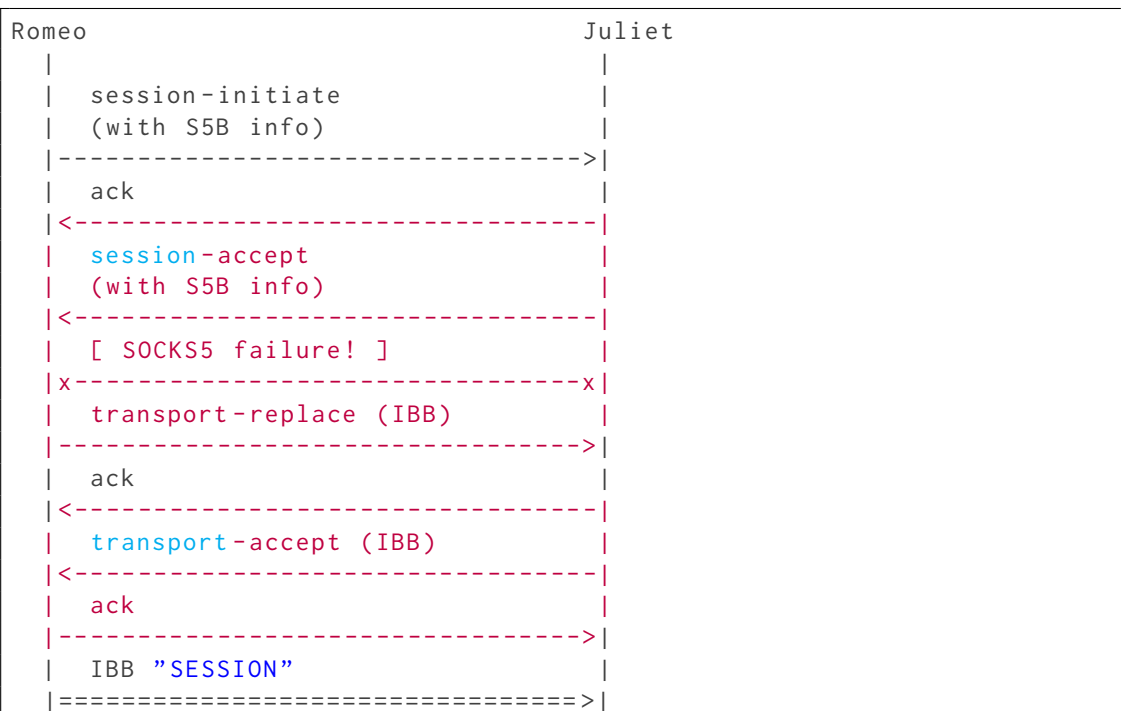 Romeo                               Juliet
  |                                  |
  |  session-initiate                |
  |  (with S5B info)                 |
  |--------------------------------->|
  |  ack                             |
  |<---------------------------------|
  |  session-accept                  |
  |  (with S5B info)                 |
  |<---------------------------------|
  |  [ SOCKS5 failure! ]             |
  |x--------------------------------x|
  |  transport-replace (IBB)         |
  |--------------------------------->|
  |  ack                             |
  |<---------------------------------|
  |  transport-accept (IBB)          |
  |<---------------------------------|
  |  ack                             |
  |--------------------------------->|
  |  IBB ”SESSION”                   |
  |=================================>|